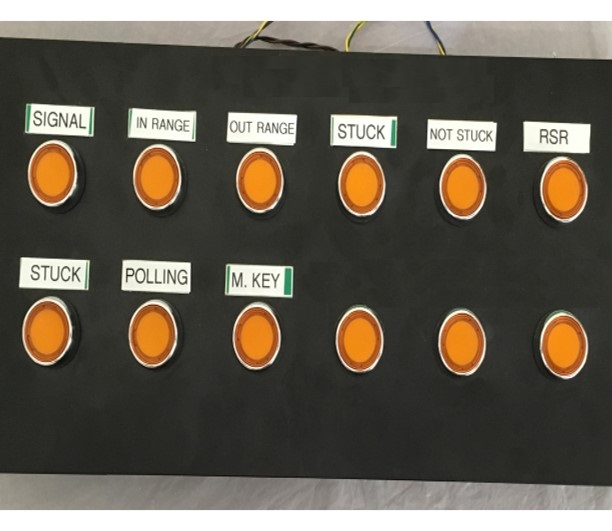 SIGNAL
IN RANGE
OUT RANGE
STUCK
NOT STUCK
RSR
STUCK
POLLING
M. KEY